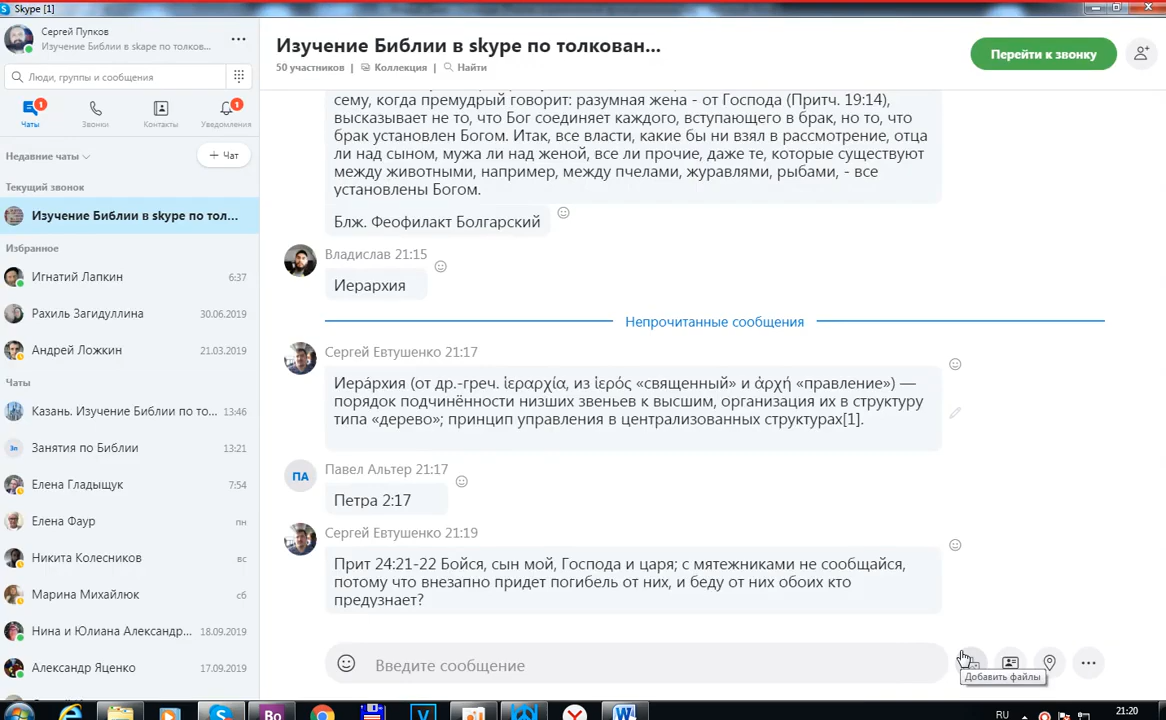 Skype [1]
Сергей Пупков
Изучение Библии в skape по толков...
Люди, группы и сообщения
1
1
Чаты
Звонки
Контакты
Уведомления
Недавние чаты
+ Чат
Текущий звонок
Изучение Библии в skype по тол...
Избранное
Игнатий Лапкин
6:37
Рахиль Загидуллина
30.06.2019
Андрей Ложкин
21.03.2019
Чаты
Казань. Изучение Библии по то...
13:46
Зп
Занятия по Библии
13:21
Елена Гладыщук
7:54
Елена Фаур
пн
Никита Колесников
вс
Марина Михайлюк
сб
Нина и Юлиана Александр...
18.09.2019
Александр Яценко
17.09.2019
Изучение Библии в skype по толкован...
50 участников | Коллекция | Найти
Перейти к звонку
сему, когда премудрый говорит: разумная жена - от Господа (Притч. 19:14),
высказывает не то, что Бог соединяет каждого, вступающего в брак, но то, что
брак установлен Богом. Итак, все власти, какие бы ни взял в рассмотрение, отца
ли над сыном, мужа ли над женой, все ли прочие, даже те, которые существуют
между животными, например, между пчелами, журавлями, рыбами, - все
установлены Богом.
Блж. Феофилакт Болгарский
Владислав 21:15
Иерархия
Непрочитанные сообщения
Сергей Евтушенко 21:17
Иера́рхия (от др.-греч. ἱεραρχία, из ἱερός «священный» и ἀρχή «правление») —
порядок подчинённости низших звеньев к высшим, организация их в структуру
типа «дерево»; принцип управления в централизованных структурах[1].
ПА
Павел Альтер 21:17
Петра 2:17
Сергей Евтушенко 21:19
Прит 24:21-22 Бойся, сын мой, Господа и царя; с мятежниками не сообщайся,
потому что внезапно придет погибель от них, и беду от них обоих кто
предузнает?
Введите сообщение
Добавить файлы
Bo
V
W
RU
21:20